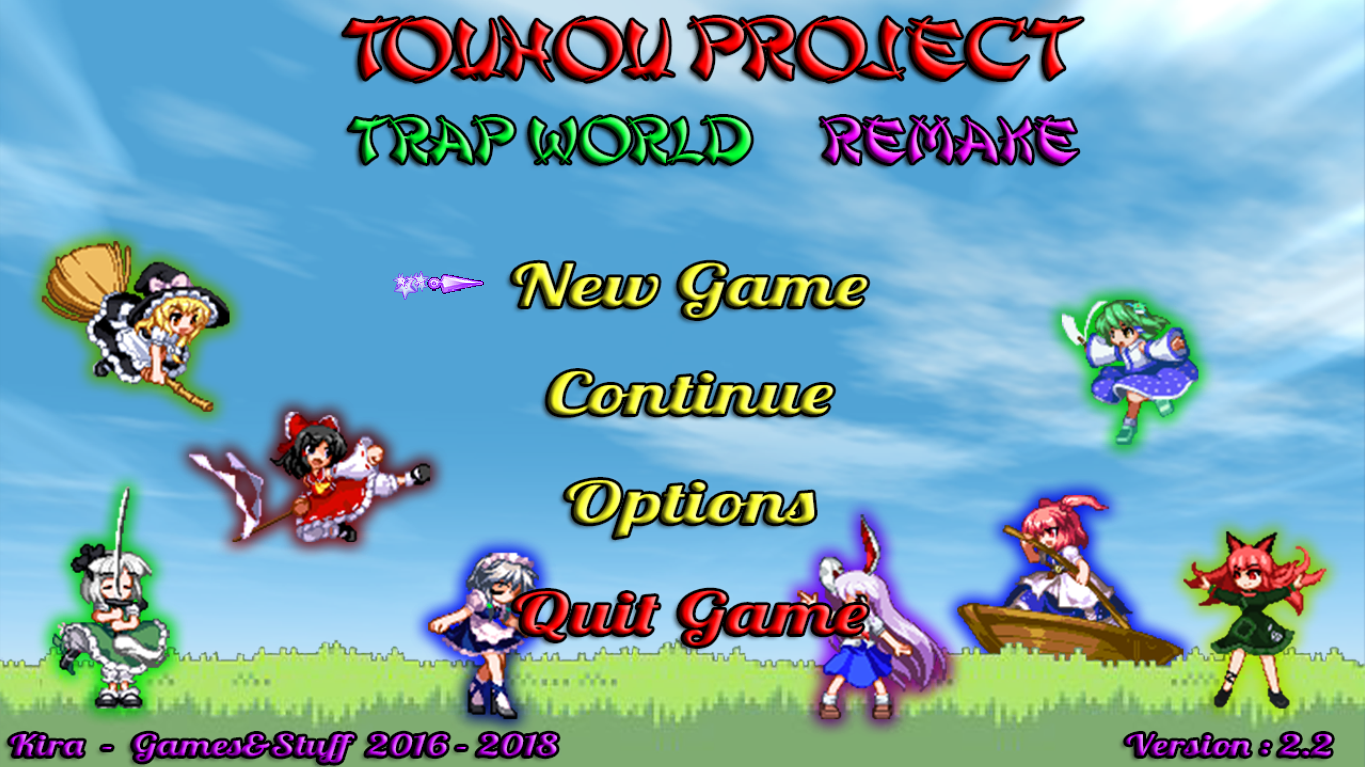 TOUHOU PROJECT
TRAP WORLD REMAKE
New Game
Continue
Options
Quit Game
Kira - Games&Stuff 2016 - 2018
Version : 2.2